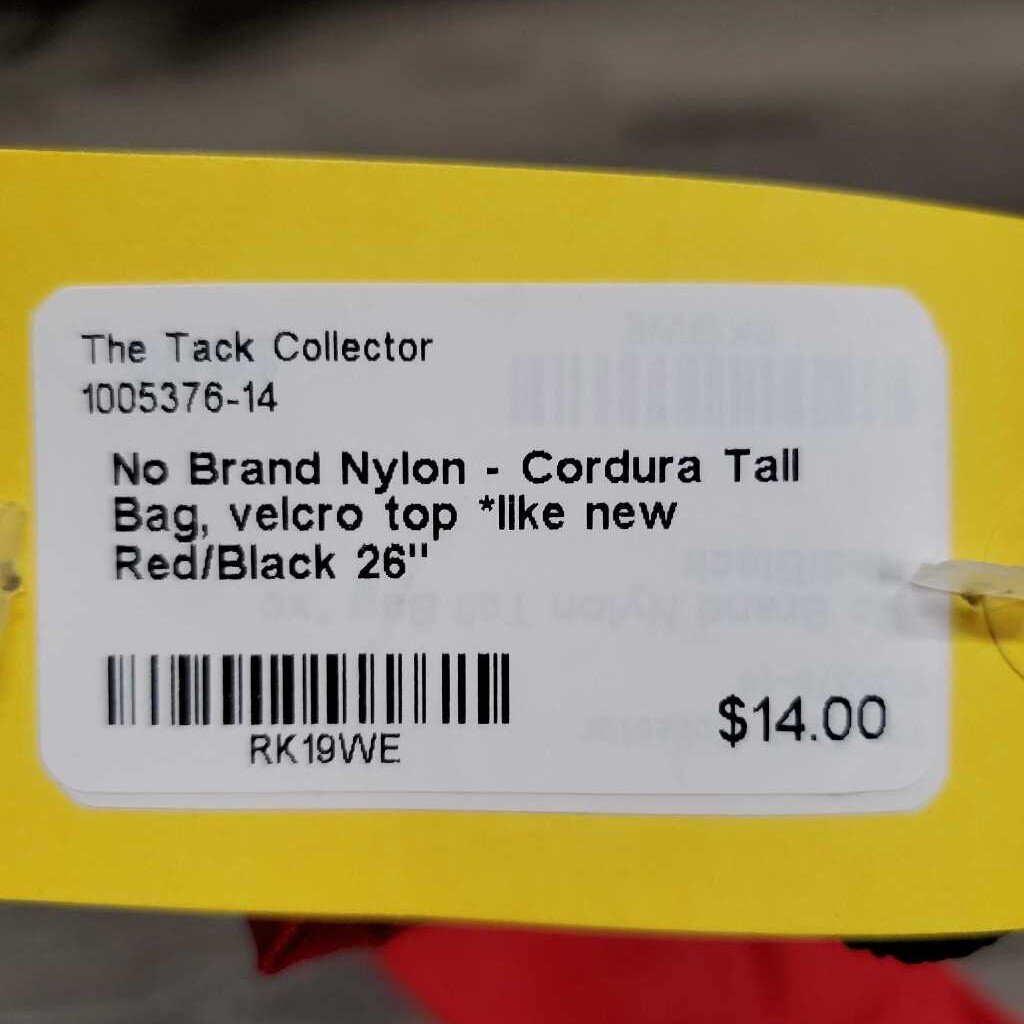 The Tack Collector
1005376-14
No Brand Nylon - Cordura Tall
Bag, velcro top *like new
Red/Black 26"
RK19WE
$14.00